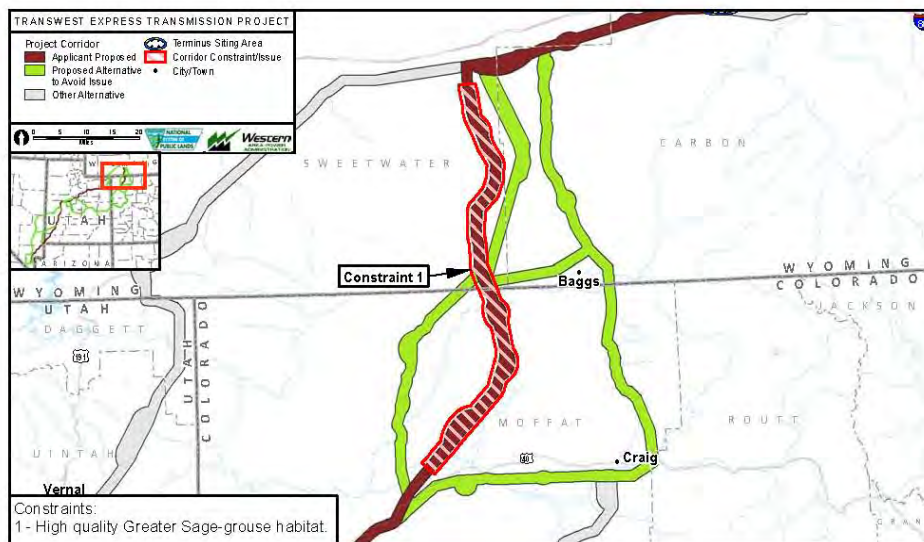 TRANSWEST EXPRESS TRANSMISSION PROJECT
Project Corridor
Applicant Proposed
Proposed Alternative
to Avoid Issue
Other Alternative
Terminus Siting Area
Corridor Constraint/Issue
City/Town
0 5 10 15 20
Miles
NATIONAL
PUBLIC LANDS
Western
UTAH
ARIZONA
SWEETWATER
CARBON
Constraint 1
Baggs
WYOMING
COLORADO
WYOMING
UTAH
DAGGETT
JACKSON
191
UTAH
COLORADO
MOFFAT
ROUTT
40
Craig
UINTAH
Vernal
GRAN
Constraints:
1 - High quality Greater Sage-grouse habitat.